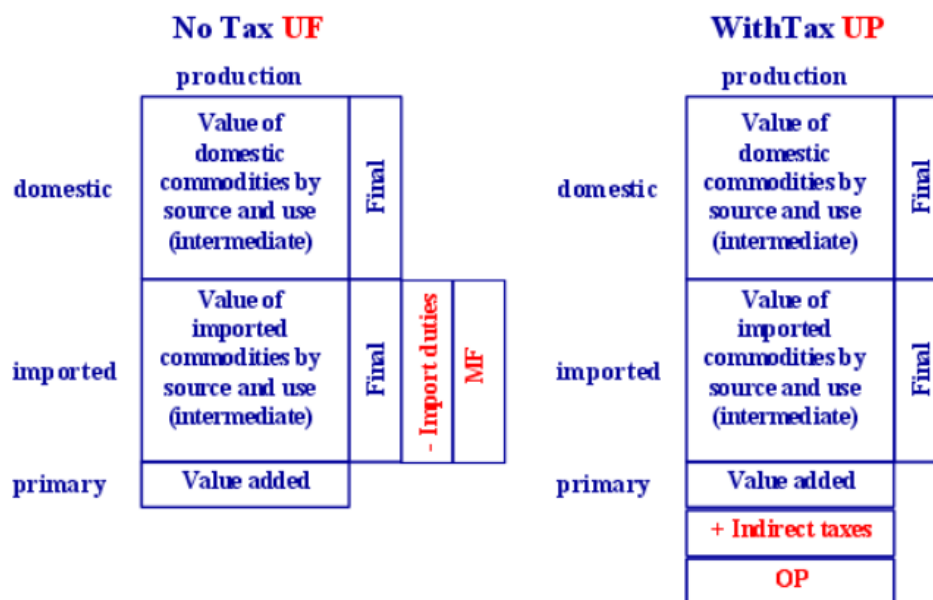 No Tax UF
production
domestic
Value of
domestic
commodities by
source and use
(intermediate)
Final
imported
Value of
imported
commodities by
source and use
(intermediate)
Final
- Import duties
MF
primary
Value added
WithTax UP
production
domestic
Value of
domestic
commodities by
source and use
(intermediate)
Final
imported
Value of
imported
commodities by
source and use
(intermediate)
Final
primary
Value added
+ Indirect taxes
OP